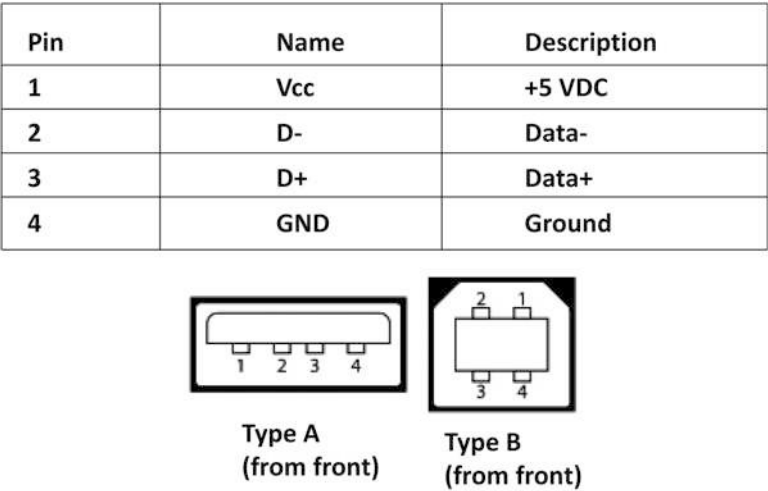 Pin Name Description
1 Vcc +5 VDC
2 D- Data-
3 D+ Data+
4 GND Ground
2 1
1 2 3 4
3 4
Type A
(from front)
Type B
(from front)